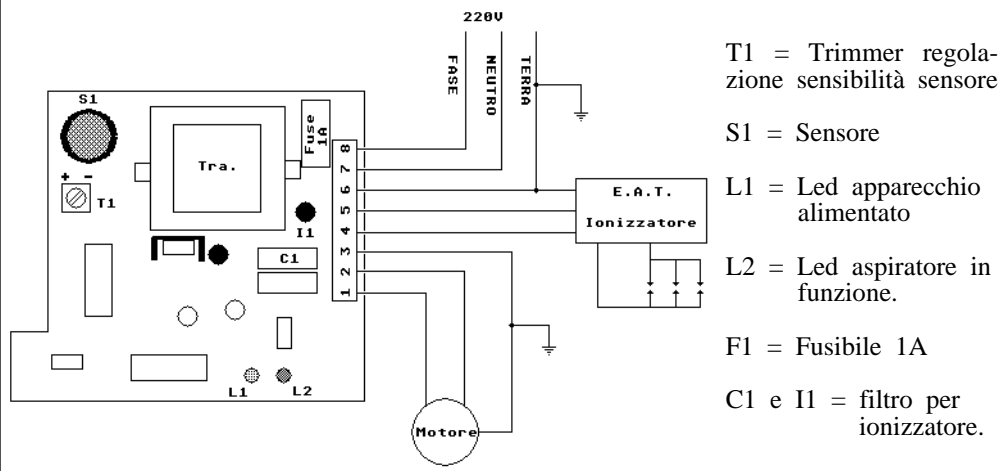 220V
FASE
NEUTRO
TERRA
S1
Fuse
1A
Tra.
+ -
T1
I1
C1
8
7
6
5
4
3
2
1
E.A.T.
Ionizzatore
L1
L2
Motore
T1 = Trimmer regola-
zione sensibilità sensore
S1 = Sensore
L1 = Led apparecchio
alimentato
L2 = Led aspiratore in
funzione.
F1 = Fusibile 1A
C1 e I1 = filtro per
ionizzatore.